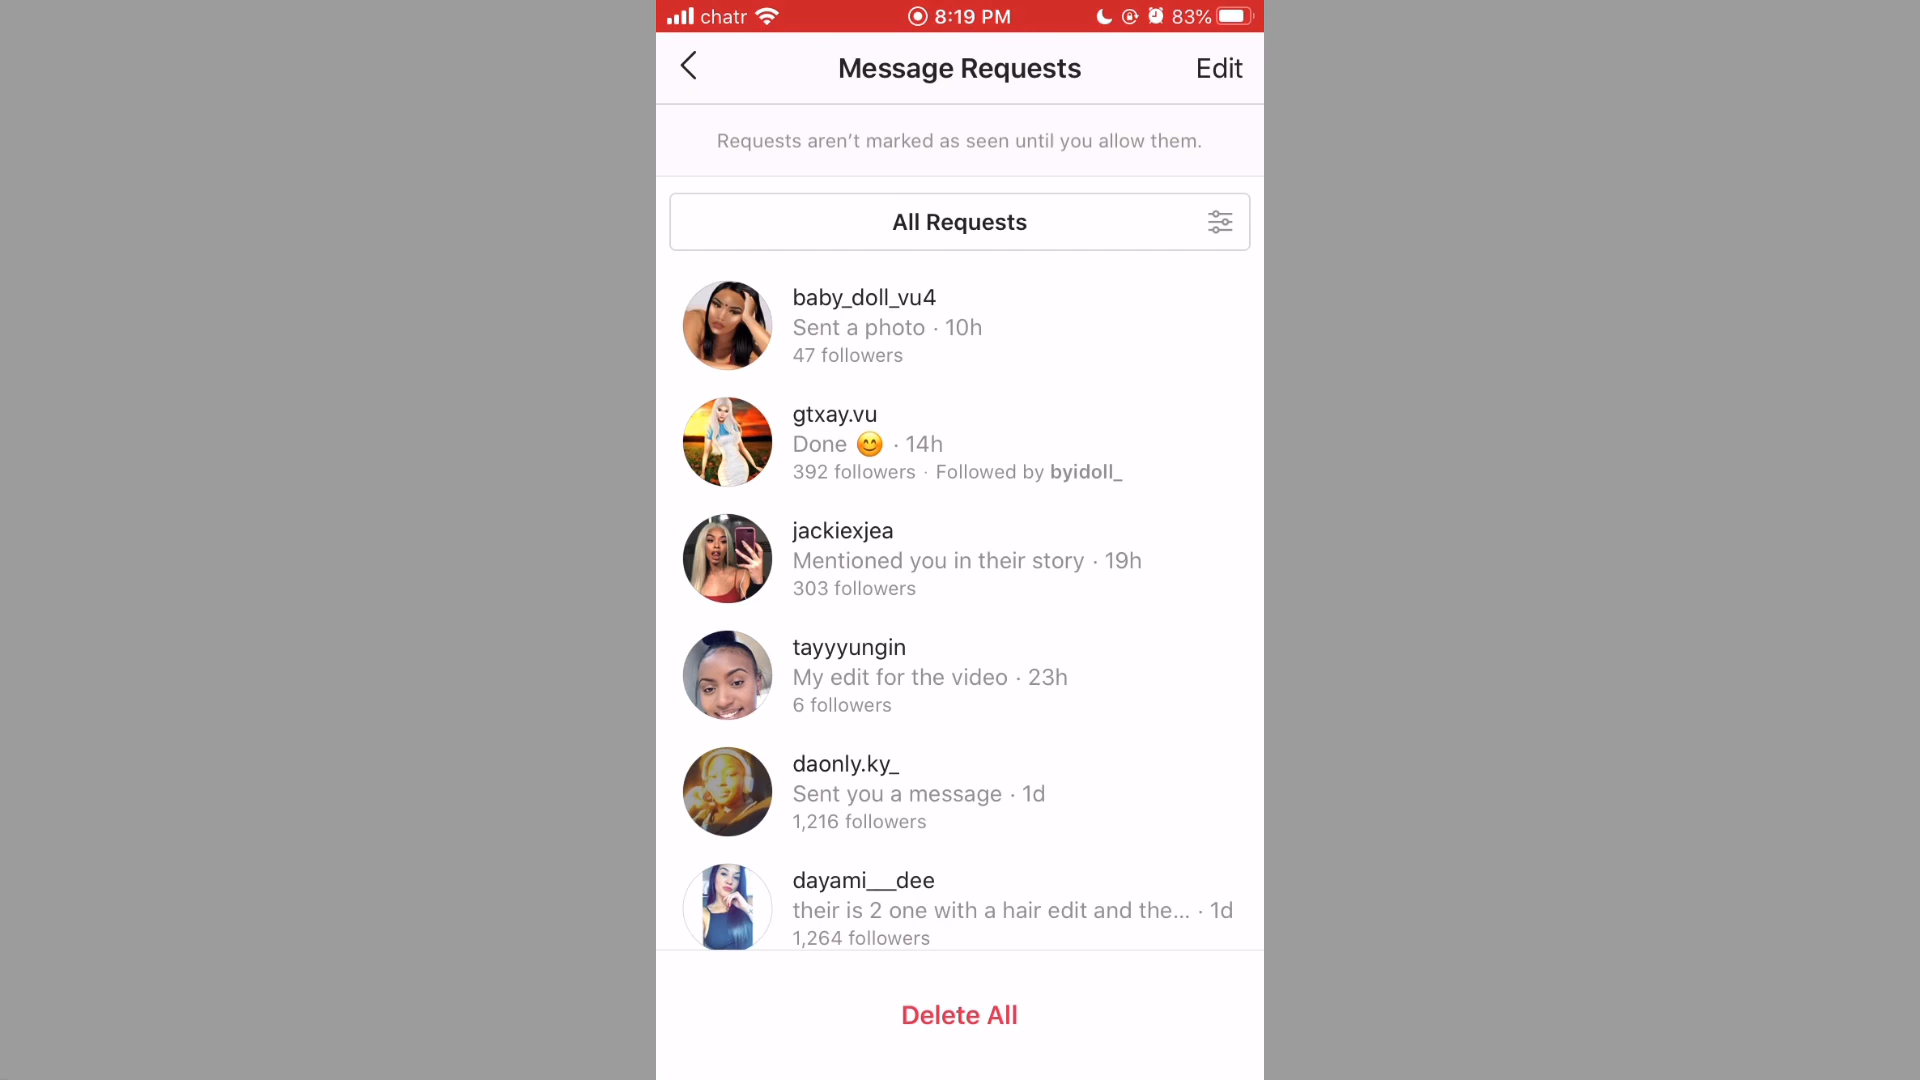 chatr 8:19 PM 83%
Message Requests Edit
Requests aren't marked as seen until you allow them.
All Requests
baby_doll_vu4
Sent a photo · 10h
47 followers
gtxay.vu
Done 😊 · 14h
392 followers · Followed by byidoll_
jackiexjea
Mentioned you in their story · 19h
303 followers
tayyyungin
My edit for the video · 23h
6 followers
daonly.ky_
Sent you a message · 1d
1,216 followers
dayami___dee
their is 2 one with a hair edit and the... · 1d
1,264 followers
Delete All